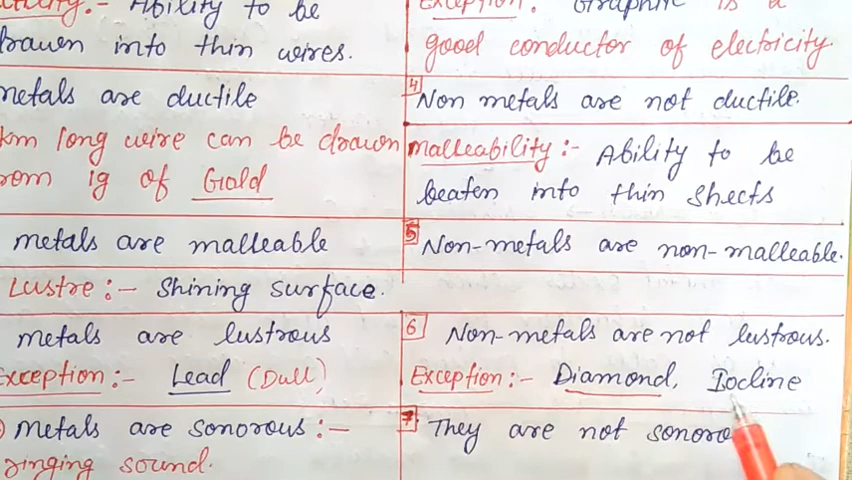 Ability to be
drawn into thin wires.
metals are ductile
km long wire can be drawn
from 1g of Gold
metals are malleable
Lustre :- Shining surface.
metals are lustrous
Exception :- Lead (Dull)
Metals are sonorous :-
ringing sound.
Exception: Graphite is a
good conductor of electricity.
4 Non metals are not ductile.
malleability :- Ability to be
beaten into thin sheets
5 Non-metals are non-malleable.
6 Non-metals are not lustrous.
Exception :- Diamond, Iocline
7 They are not sonoro